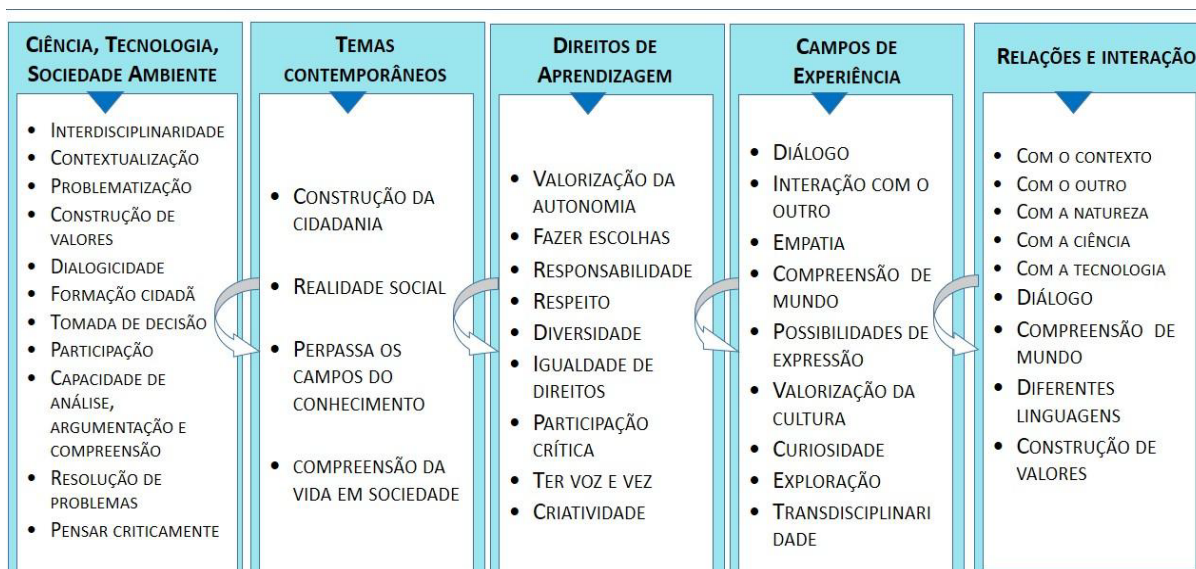 CIÊNCIA, TECNOLOGIA,
SOCIEDADE AMBIENTE
• INTERDISCIPLINARIDADE
• CONTEXTUALIZAÇÃO
• PROBLEMATIZAÇÃO
• CONSTRUÇÃO DE
VALORES
• DIALOGICIDADE
• FORMAÇÃO CIDADÃ
• TOMADA DE DECISÃO
• PARTICIPAÇÃO
• CAPACIDADE DE
ANÁLISE,
ARGUMENTAÇÃO E
COMPREENSÃO
• RESOLUÇÃO DE
PROBLEMAS
• PENSAR CRITICAMENTE
TEMAS
CONTEMPORÂNEOS
• CONSTRUÇÃO DA
CIDADANIA
• REALIDADE SOCIAL
• PERPASSA OS
CAMPOS DO
CONHECIMENTO
• COMPREENSÃO DA
VIDA EM SOCIEDADE
DIREITOS DE
APRENDIZAGEM
• VALORIZAÇÃO DA
AUTONOMIA
• FAZER ESCOLHAS
• RESPONSABILIDADE
• RESPEITO
• DIVERSIDADE
• IGUALDADE DE
DIREITOS
• PARTICIPAÇÃO
CRÍTICA
• TER VOZ E VEZ
• CRIATIVIDADE
CAMPOS DE
EXPERIÊNCIA
• DIÁLOGO
• INTERAÇÃO COM O
OUTRO
• EMPATIA
• COMPREENSÃO DE
MUNDO
• POSSIBILIDADES DE
EXPRESSÃO
• VALORIZAÇÃO DA
CULTURA
• CURIOSIDADE
• EXPLORAÇÃO
• TRANSDISCIPLINARI
DADE
RELAÇÕES E INTERAÇÃO
• COM O CONTEXTO
• COM O OUTRO
• COM A NATUREZA
• COM A CIÊNCIA
• COM A TECNOLOGIA
• DIÁLOGO
• COMPREENSÃO DE
MUNDO
• DIFERENTES
LINGUAGENS
• CONSTRUÇÃO DE
VALORES